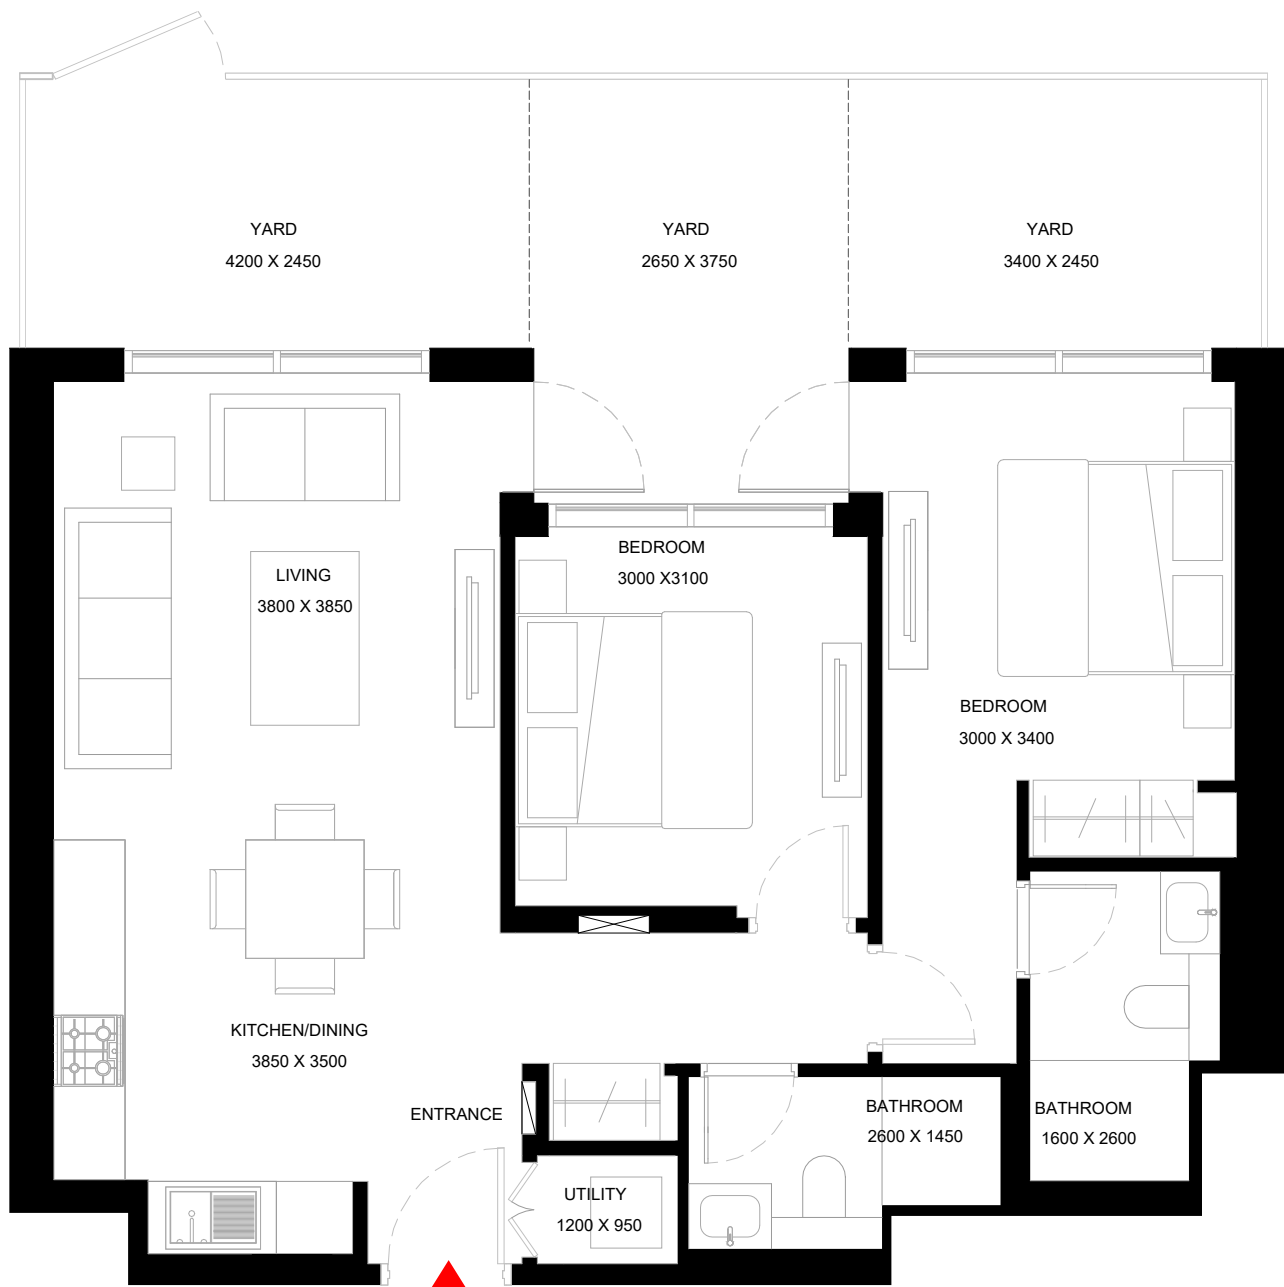 YARD
4200 X 2450
YARD
2650 X 3750
YARD
3400 X 2450
BEDROOM
3000 X3100
LIVING
3800 X 3850
BEDROOM
3000 X 3400
KITCHEN/DINING
3850 X 3500
ENTRANCE
BATHROOM
2600 X 1450
BATHROOM
1600 X 2600
UTILITY
1200 X 950